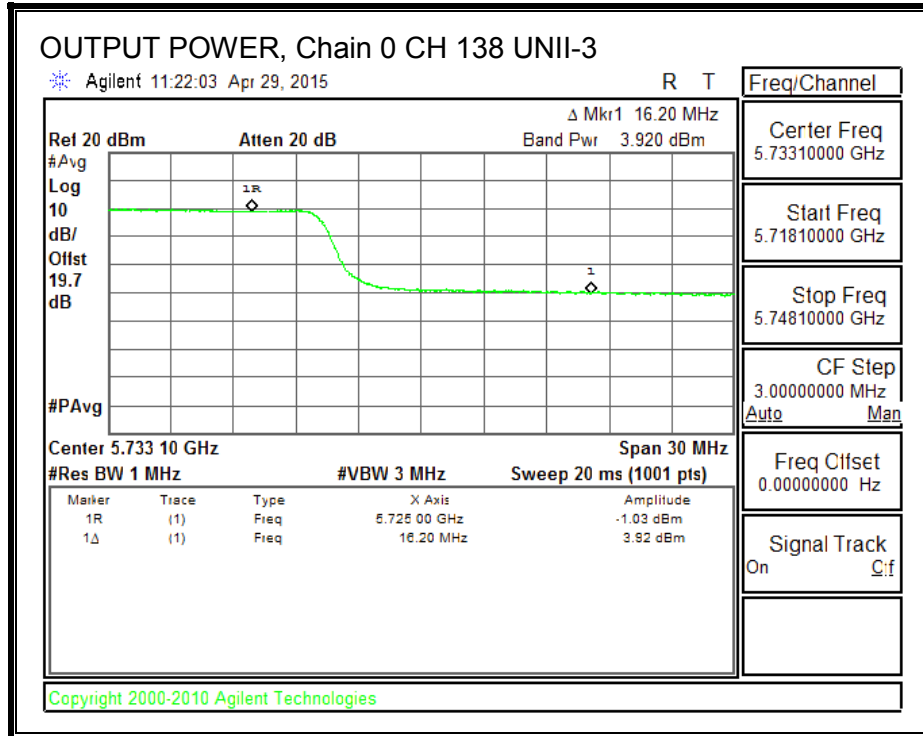 OUTPUT POWER, Chain 0 CH 138 UNII-3
Agilent 11:22:03 Apr 29, 2015 R T
Freq/Channel
Δ Mkr1 16.20 MHz
Ref 20 dBm Atten 20 dB Band Pwr 3.920 dBm
#Avg
Log
10
dB/
Offst
19.7
dB
1R
1
#PAvg
Center 5.733 10 GHz Span 30 MHz
#Res BW 1 MHz #VBW 3 MHz Sweep 20 ms (1001 pts)
Marker Trace Type X Axis Amplitude
1R (1) Freq 5.725 00 GHz -1.03 dBm
1Δ (1) Freq 16.20 MHz 3.92 dBm
Center Freq
5.73310000 GHz
Start Freq
5.71810000 GHz
Stop Freq
5.74810000 GHz
CF Step
3.00000000 MHz
Auto Man
Freq Offset
0.00000000 Hz
Signal Track
On Off
Copyright 2000-2010 Agilent Technologies